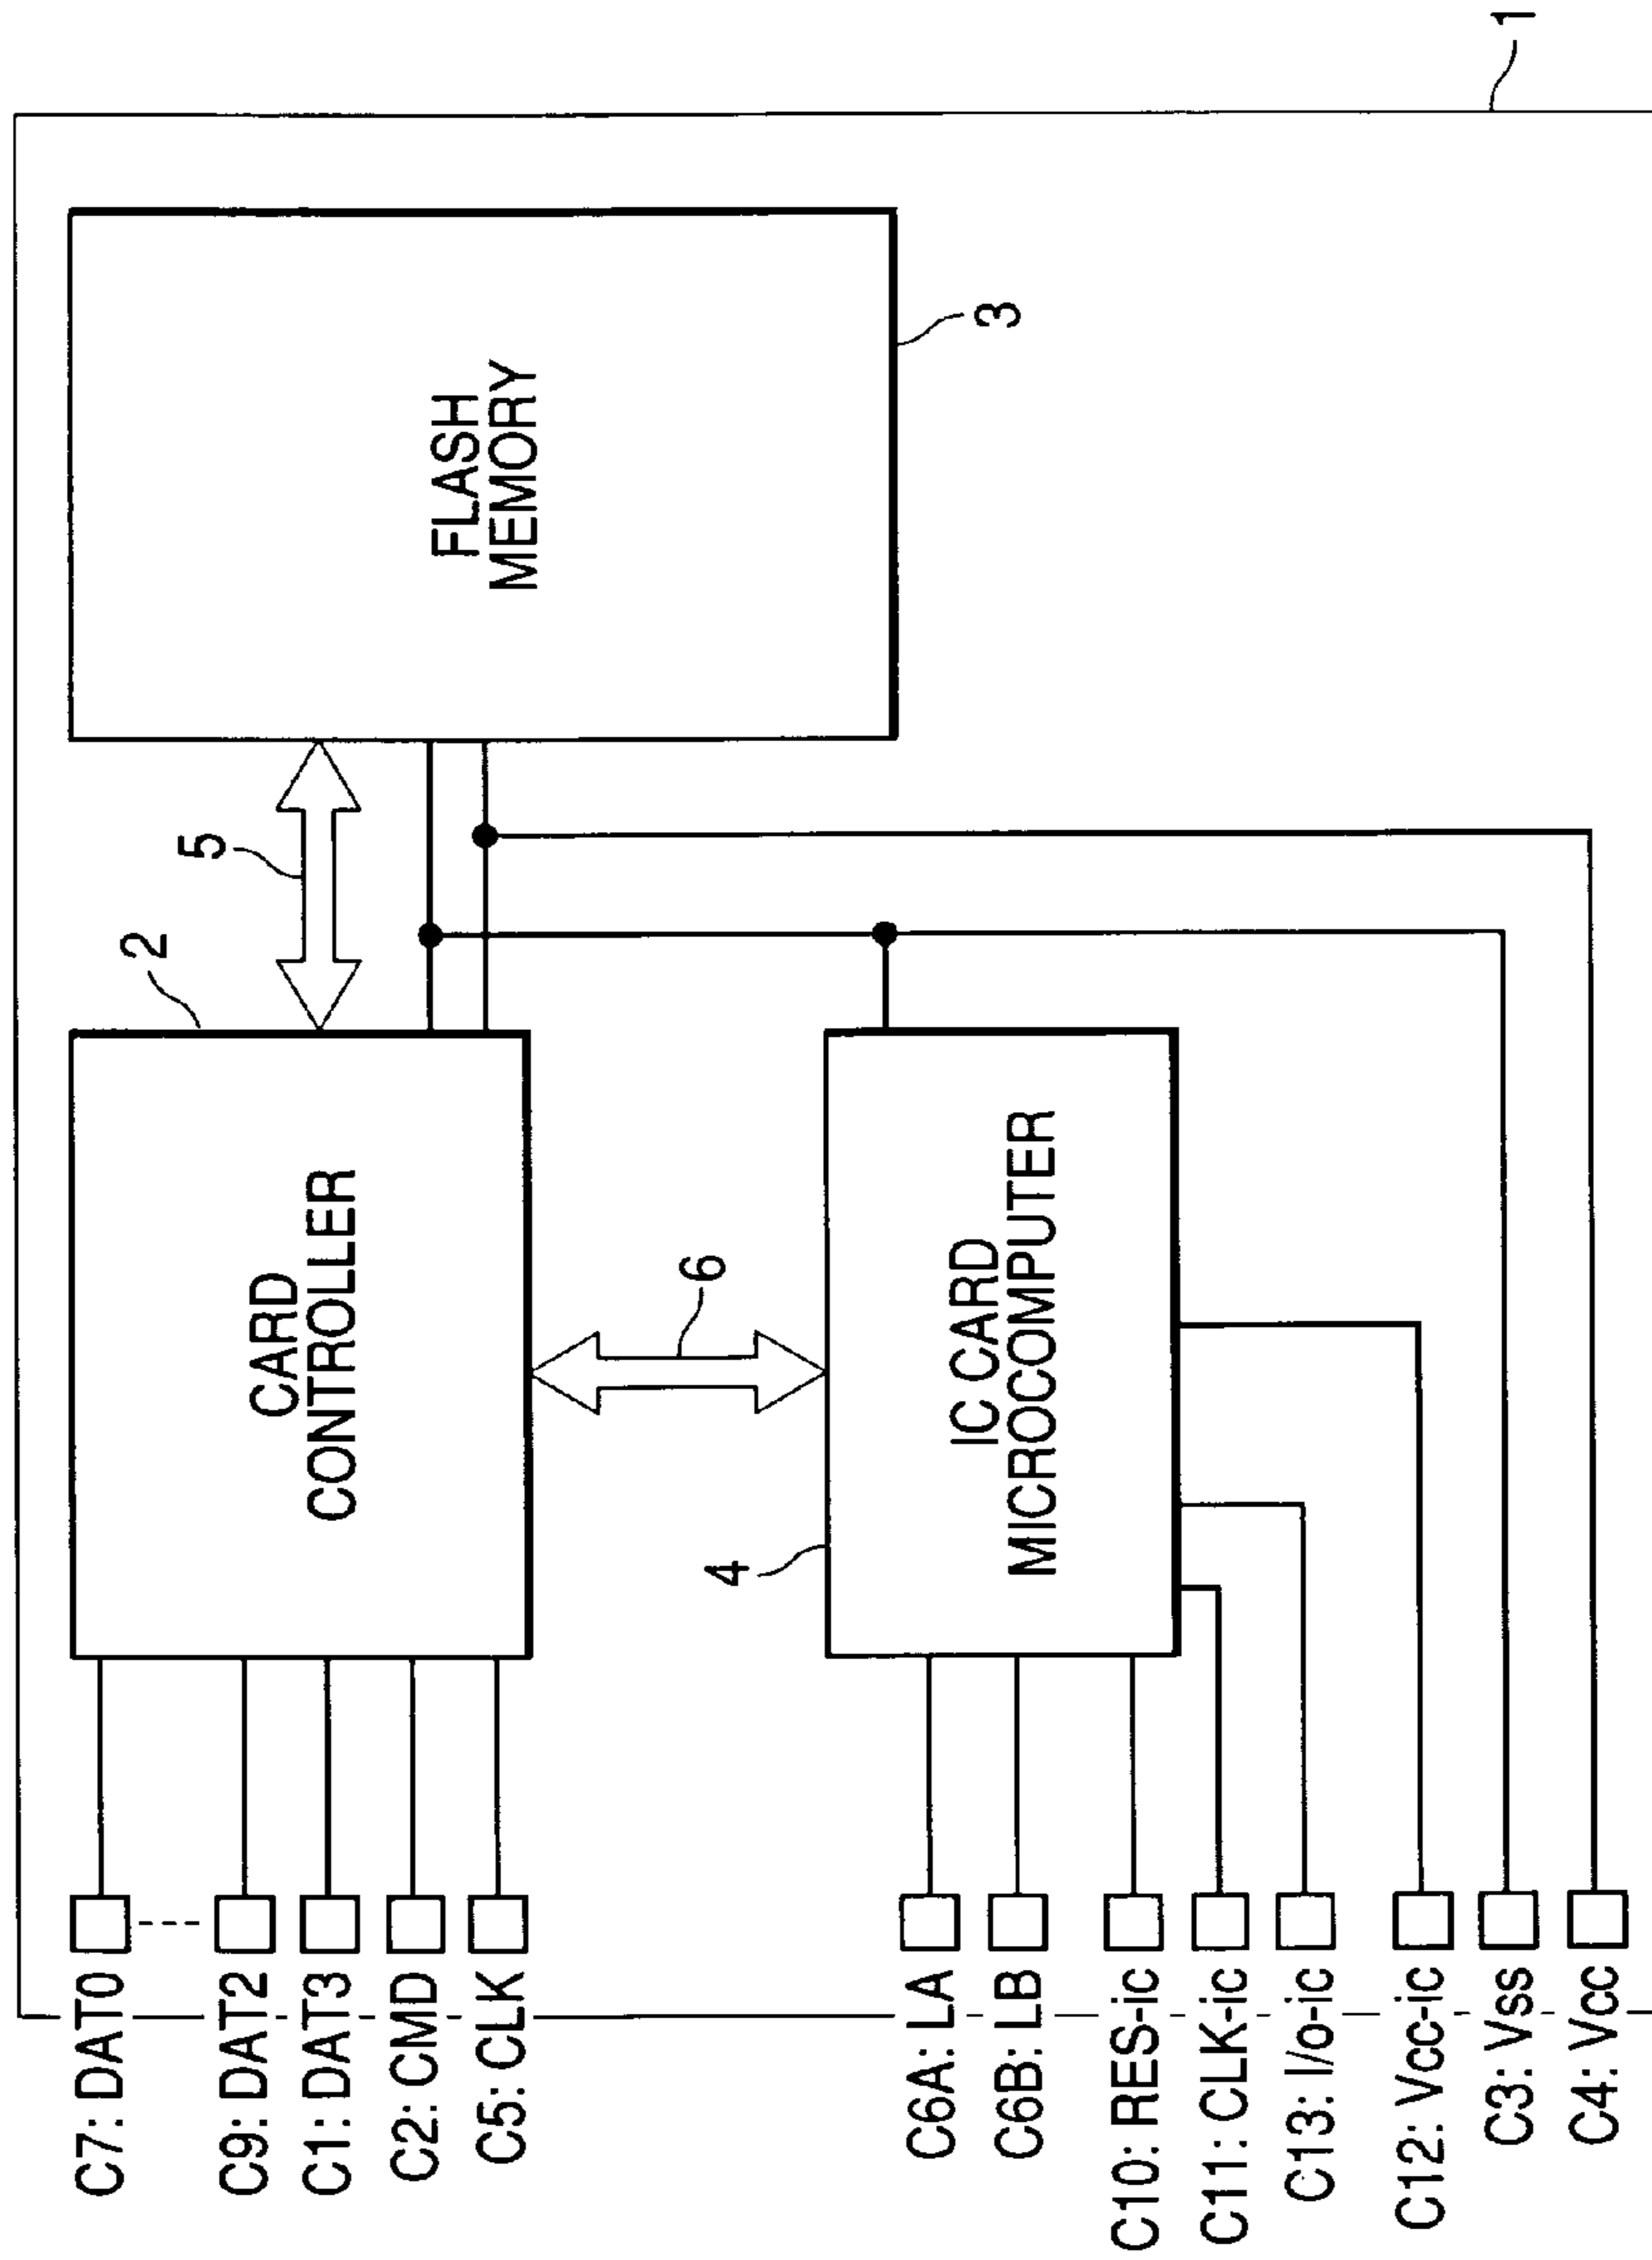 1
2
5
CARD
CONTROLLER
FLASH
MEMORY
3
6
4
IC CARD
MICROCOMPUTER
C7: DAT0
C9: DAT2
C1: DAT3
C2: CMD
C5: CLK
C6A: LA
C6B: LB
C10: RES-ic
C11: CLK-ic
C13: I/o-ic
C12: Vcc-ic
C3: Vss
C4: Vcc